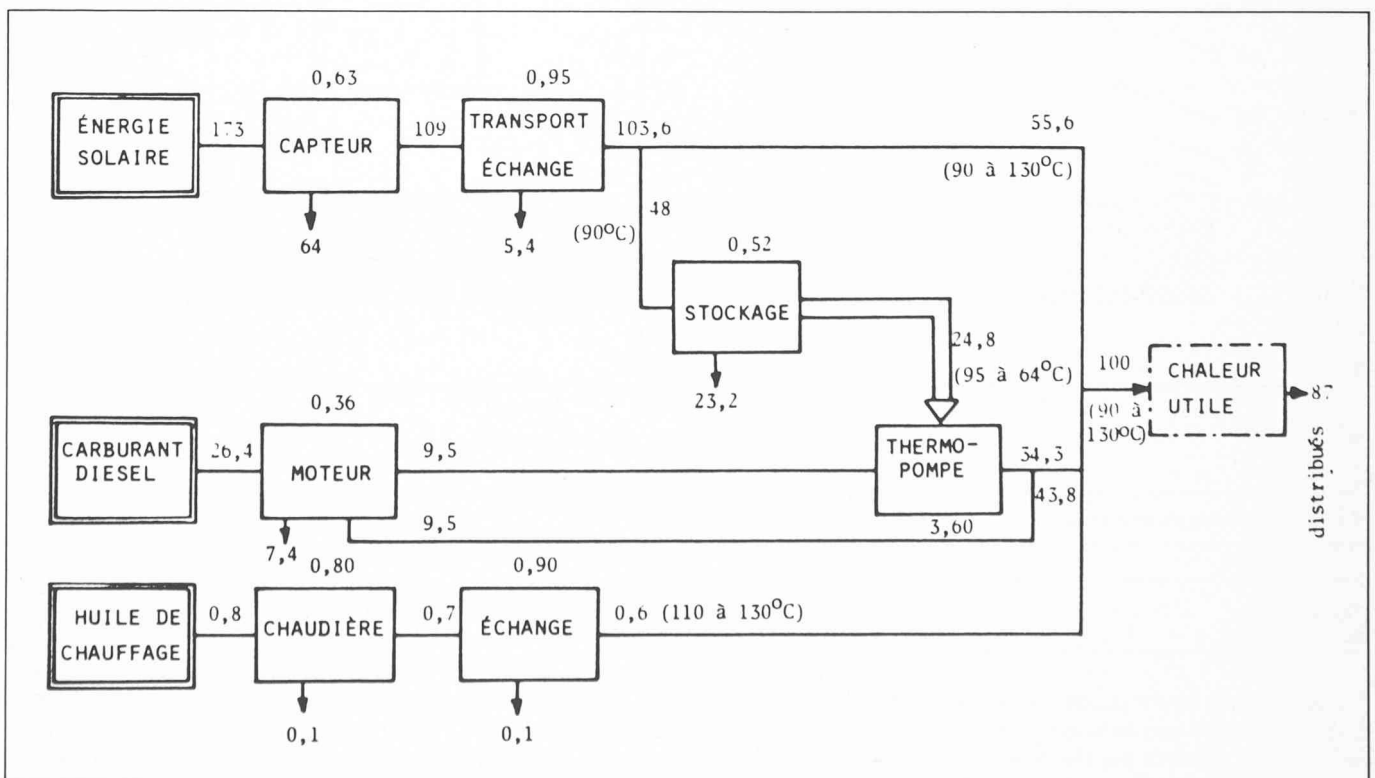 0,63
0,95
ÉNERGIE
SOLAIRE
173
CAPTEUR
109
TRANSPORT
ÉCHANGE
103,6
55,6
(90 à 130°C)
64
5,4
48
(90°C)
0,52
STOCKAGE
24,8
(95 à 64°C)
23,2
100
(90 à
130°C)
CHALEUR
UTILE
87
distribués
0,36
CARBURANT
DIESEL
26,4
MOTEUR
9,5
THERMO-
POMPE
34,3
43,8
9,5
3,60
7,4
0,80
0,90
HUILE DE
CHAUFFAGE
0,8
CHAUDIÈRE
0,7
ÉCHANGE
0,6 (110 à 130°C)
0,1
0,1